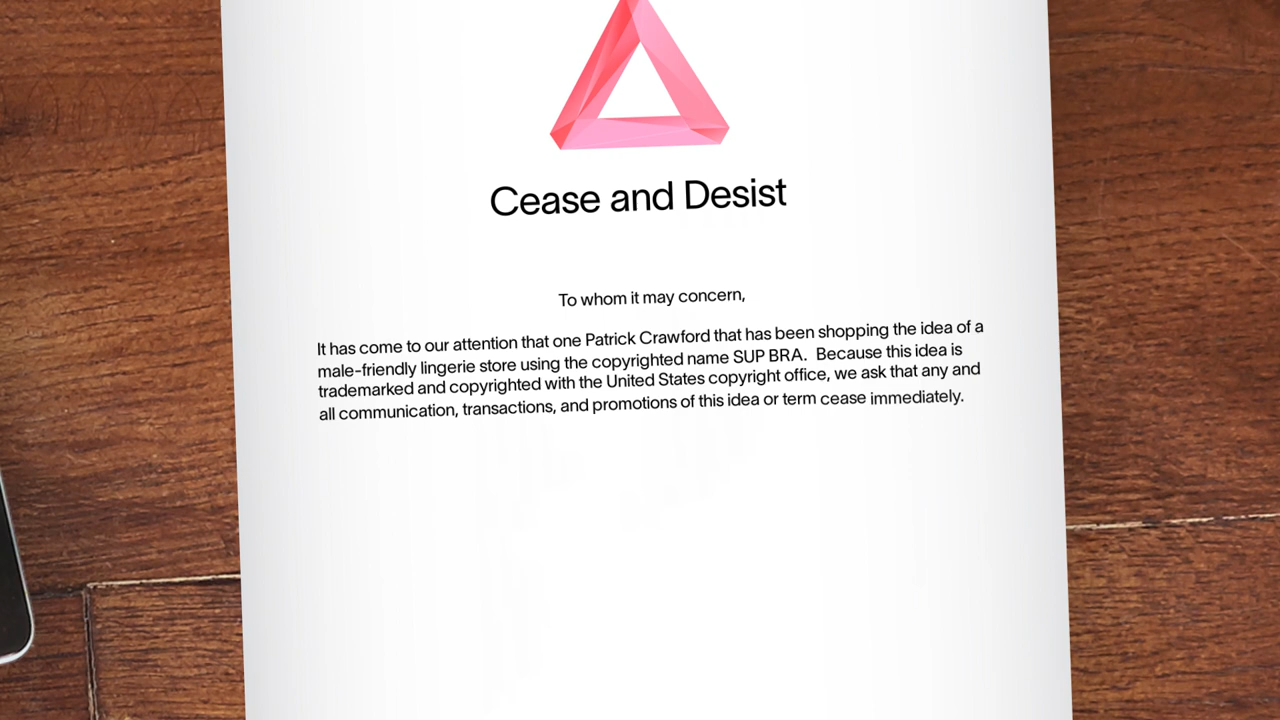 Cease and Desist
To whom it may concern,
It has come to our attention that one Patrick Crawford that has been shopping the idea of a
male-friendly lingerie store using the copyrighted name SUP BRA.  Because this idea is
trademarked and copyrighted with the United States copyright office, we ask that any and
all communication, transactions, and promotions of this idea or term cease immediately.